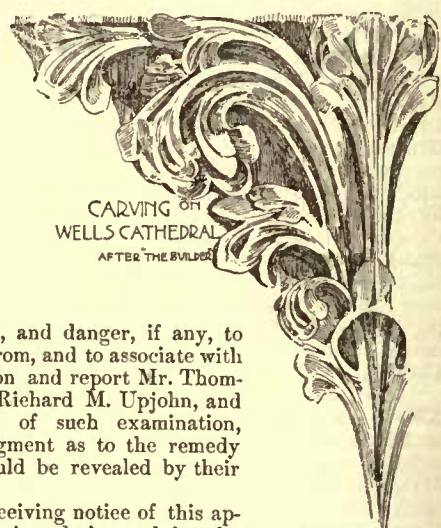 CARVING ON
WELLS CATHEDRAL
AFTER "THE BUILDER"
, and danger, if any, to
rom, and to associate with
on and report Mr. Thom-
Richard M. Upjohn, and
of such examination,
gment as to the remedy
uld be revealed by their
ceiving notice of this ap-